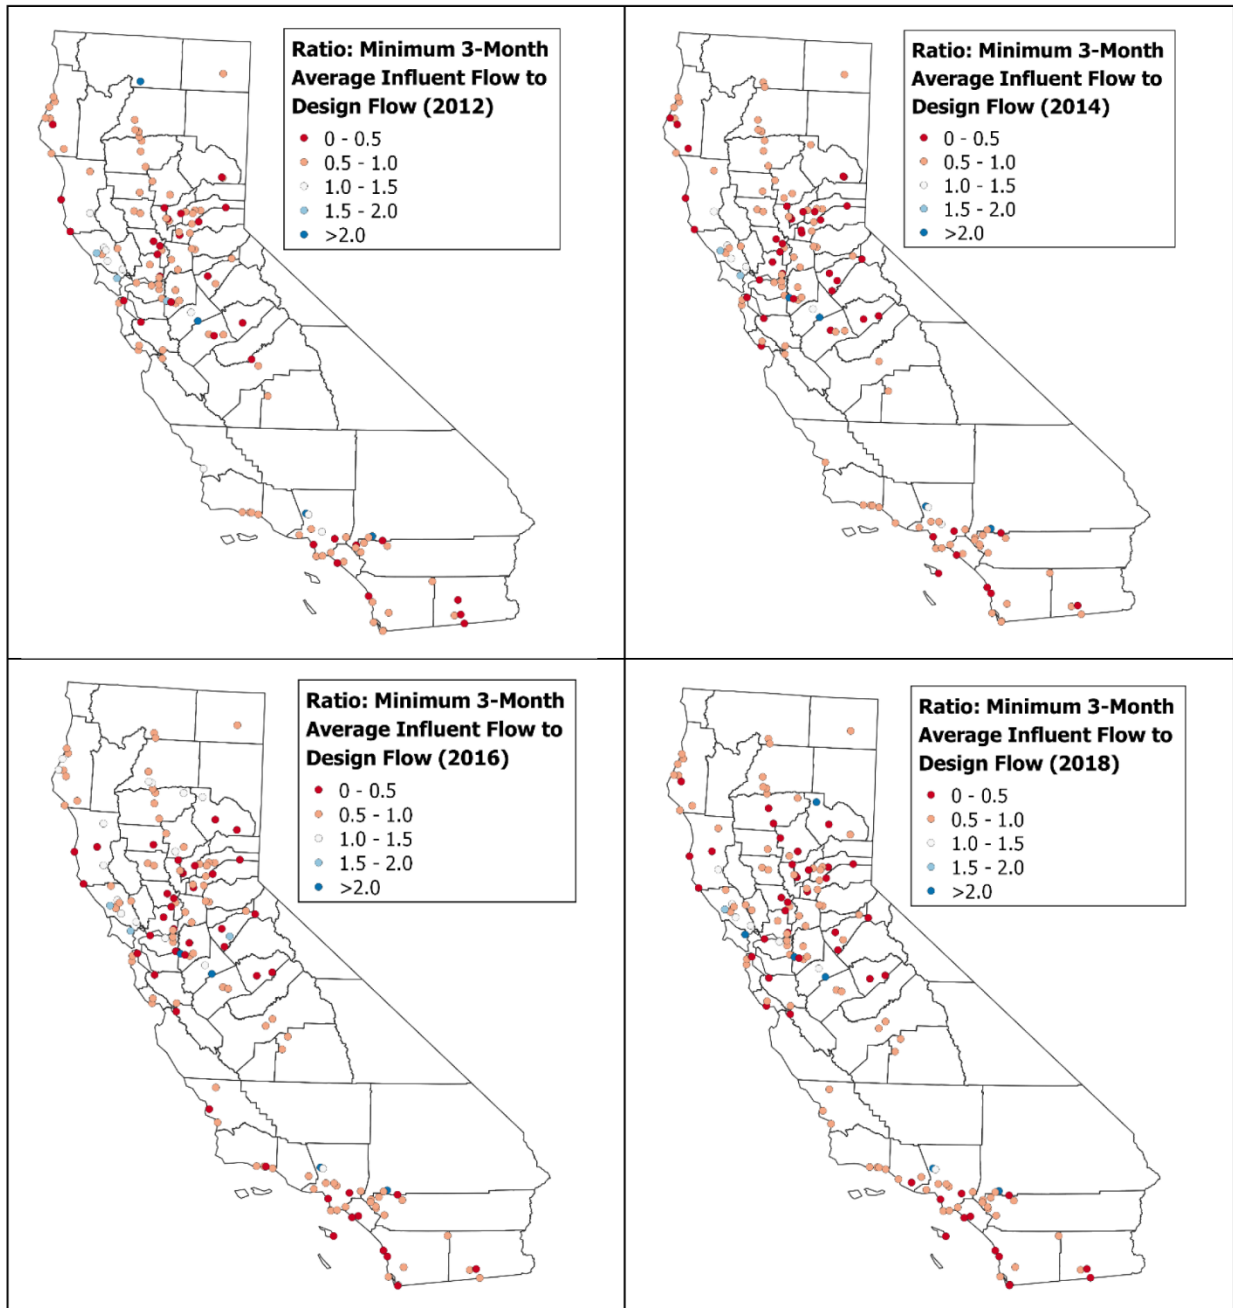 Ratio: Minimum 3-Month
Average Influent Flow to
Design Flow (2012)
0 - 0.5
0.5 - 1.0
1.0 - 1.5
1.5 - 2.0
>2.0
Ratio: Minimum 3-Month
Average Influent Flow to
Design Flow (2014)
0 - 0.5
0.5 - 1.0
1.0 - 1.5
1.5 - 2.0
>2.0
Ratio: Minimum 3-Month
Average Influent Flow to
Design Flow (2016)
0 - 0.5
0.5 - 1.0
1.0 - 1.5
1.5 - 2.0
>2.0
Ratio: Minimum 3-Month
Average Influent Flow to
Design Flow (2018)
0 - 0.5
0.5 - 1.0
1.0 - 1.5
1.5 - 2.0
>2.0